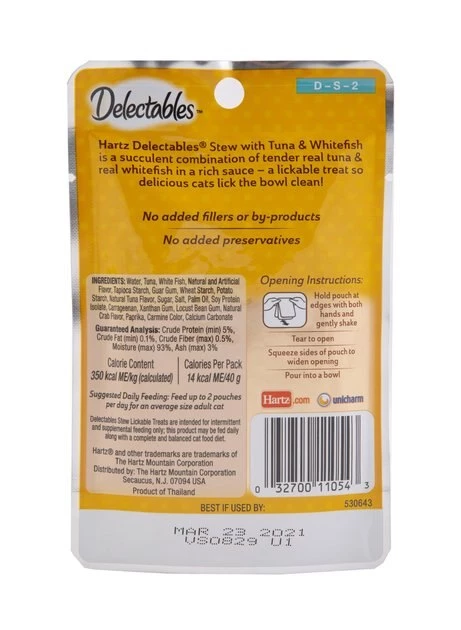 D-S-2
Delectables™
Hartz Delectables® Stew with Tuna & Whitefish
is a succulent combination of tender real tuna &
real whitefish in a rich sauce – a lickable treat so
delicious cats lick the bowl clean!
No added fillers or by-products
No added preservatives
INGREDIENTS: Water, Tuna, White Fish, Natural and Artificial
Flavor, Tapioca Starch, Guar Gum, Wheat Starch, Potato
Starch, Natural Tuna Flavor, Sugar, Salt, Palm Oil, Soy Protein
Isolate, Carrageenan, Xanthan Gum, Locust Bean Gum, Natural
Crab Flavor, Paprika, Carmine Color, Calcium Carbonate
Guaranteed Analysis: Crude Protein (min) 5%,
Crude Fat (min) 0.1%, Crude Fiber (max) 0.5%,
Moisture (max) 93%, Ash (max) 3%
Calorie Content
350 kcal ME/kg (calculated)
Calories Per Pack
14 kcal ME/40 g
Suggested Daily Feeding: Feed up to 2 pouches
per day for an average size adult cat
Delectables Stew Lickable Treats are intended for intermittent
and supplemental feeding only; this product may be fed daily
along with a complete and balanced cat food diet.
Hartz® and other trademarks are trademarks of
The Hartz Mountain Corporation
Distributed by: The Hartz Mountain Corporation
Secaucus, N.J. 07094 USA
Product of Thailand
Opening Instructions:
Hold pouch at
edges with both
hands and
gently shake
Tear to open
Squeeze sides of pouch to
widen opening
Pour into a bowl
Hartz.com
unicharm
0 32700 11054 3
BEST IF USED BY:
530643
MAR 23 2021
VS0829 U1